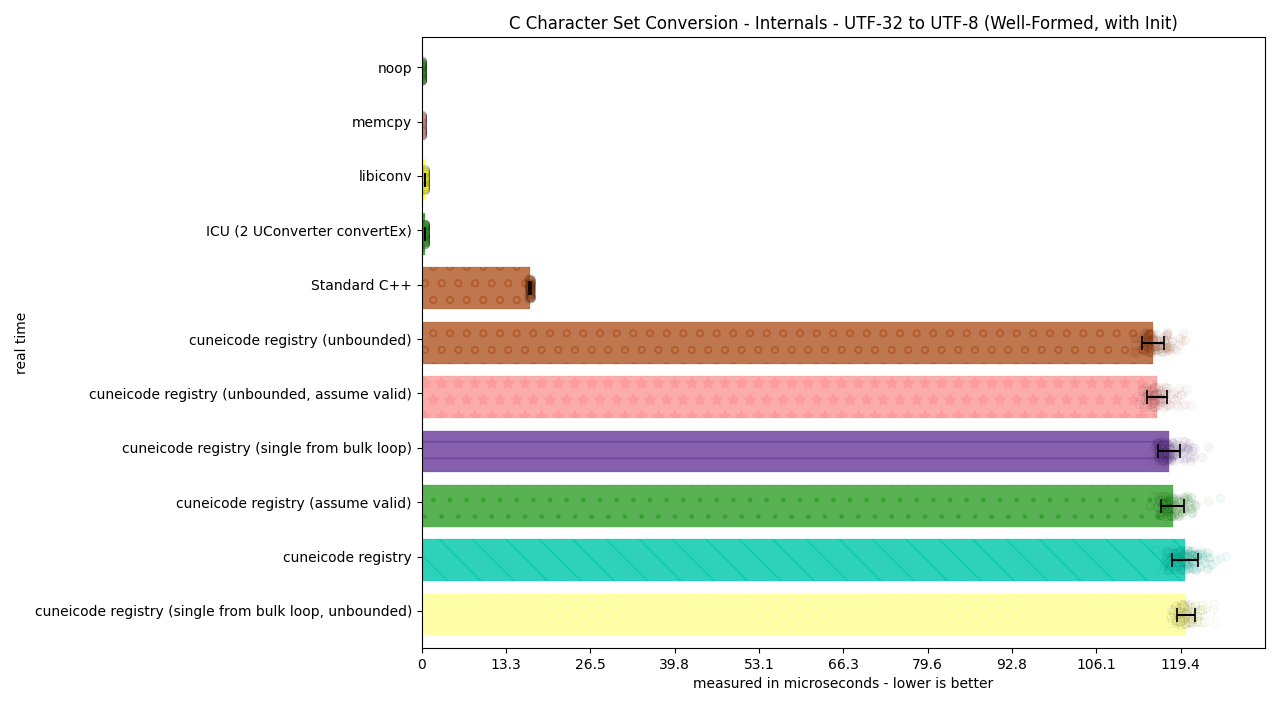 C Character Set Conversion - Internals - UTF-32 to UTF-8 (Well-Formed, with Init)
real time
noop
memcpy
libiconv
ICU (2 UConverter convertEx)
Standard C++
cuneicode registry (unbounded)
cuneicode registry (unbounded, assume valid)
cuneicode registry (single from bulk loop)
cuneicode registry (assume valid)
cuneicode registry
cuneicode registry (single from bulk loop, unbounded)
0 13.3 26.5 39.8 53.1 66.3 79.6 92.8 106.1 119.4
measured in microseconds - lower is better